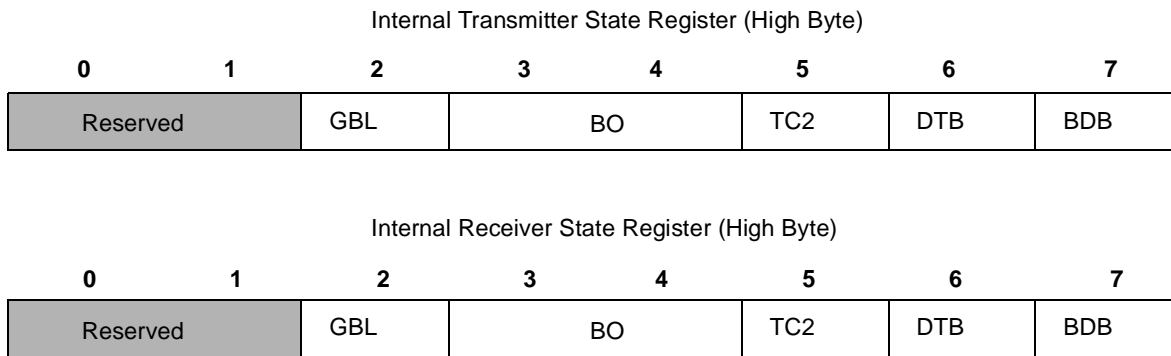 Internal Transmitter State Register (High Byte)
0 1 2 3 4 5 6 7
Reserved GBL BO TC2 DTB BDB
Internal Receiver State Register (High Byte)
0 1 2 3 4 5 6 7
Reserved GBL BO TC2 DTB BDB